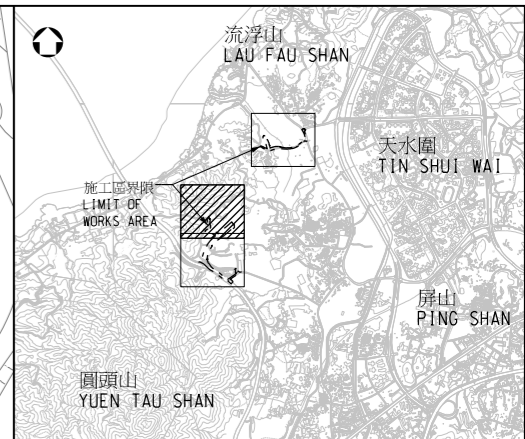 流浮山
LAU FAU SHAN
天水圍
TIN SHUI WAI
施工區界限
LIMIT OF
WORKS AREA
屏山
PING SHAN
圓頭山
YUEN TAU SHAN